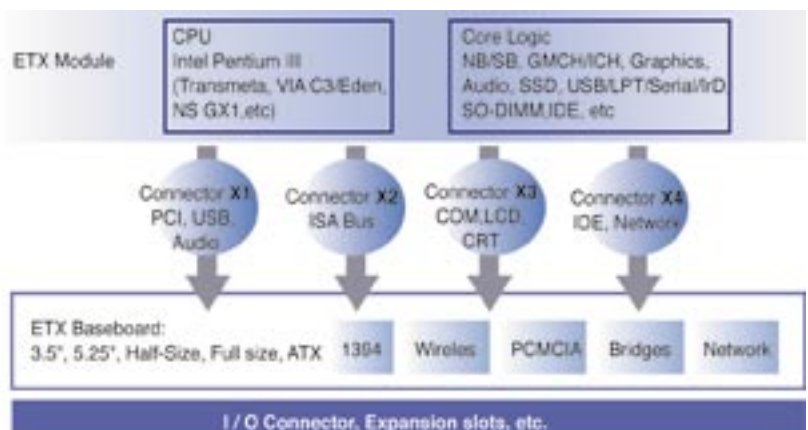 ETX Module
CPU
Intel Pentium III
(Transmeta, VIA C3/Eden,
NS GX1,etc)
Core Logic
NB/SB, GMCH/ICH, Graphics,
Audio, SSD, USB/LPT/Serial/IrD
SO-DIMM,IDE, etc
Connector X1
PCI, USB,
Audio
Connector X2
ISA Bus
Connector X3
COM,LCD,
CRT
Connector X4
IDE, Network
ETX Baseboard:
3.5", 5.25", Half-Size, Full size, ATX
1394
Wireles
PCMCIA
Bridges
Network
I / O Connector, Expansion slots, etc.